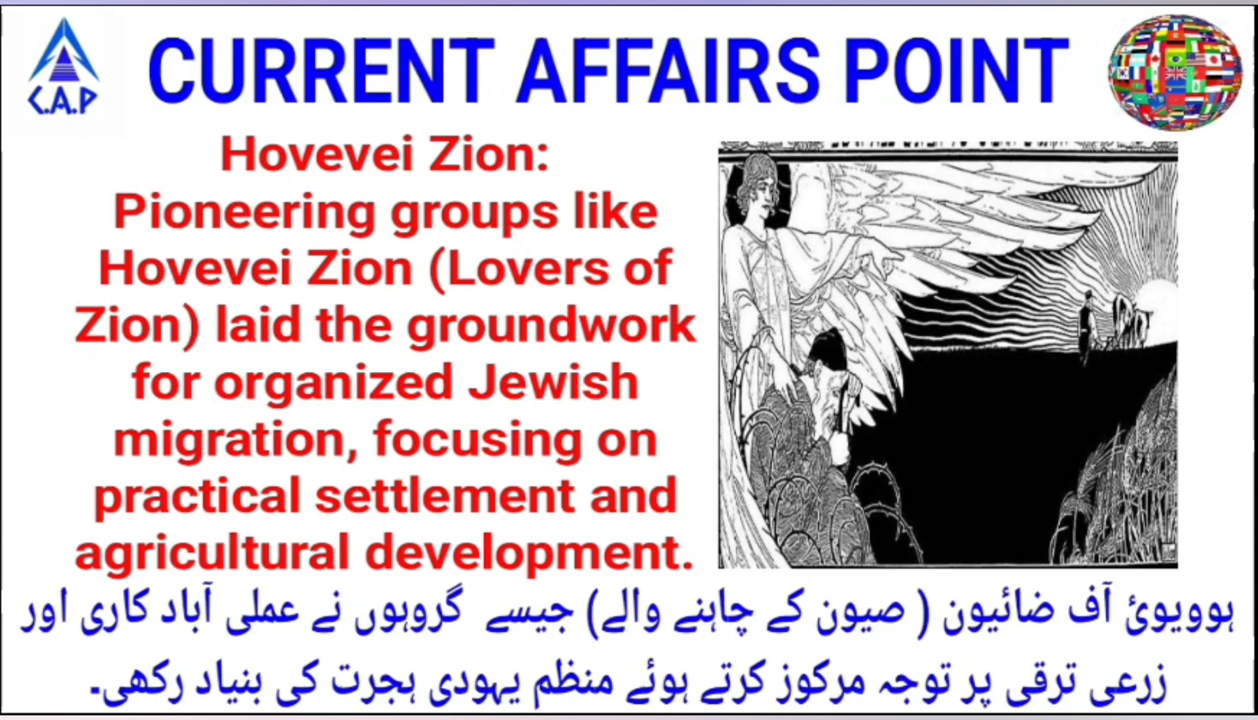 C.A.P
CURRENT AFFAIRS POINT
Hovevei Zion:
Pioneering groups like
Hovevei Zion (Lovers of
Zion) laid the groundwork
for organized Jewish
migration, focusing on
practical settlement and
agricultural development.
ہوویوئ آف ضائیون ( صیون کے چاہنے والے) جیسے گروہوں نے عملی آباد کاری اور
زرعی ترقی پر توجہ مرکوز کرتے ہوئے منظم یہودی ہجرت کی بنیاد رکھی۔